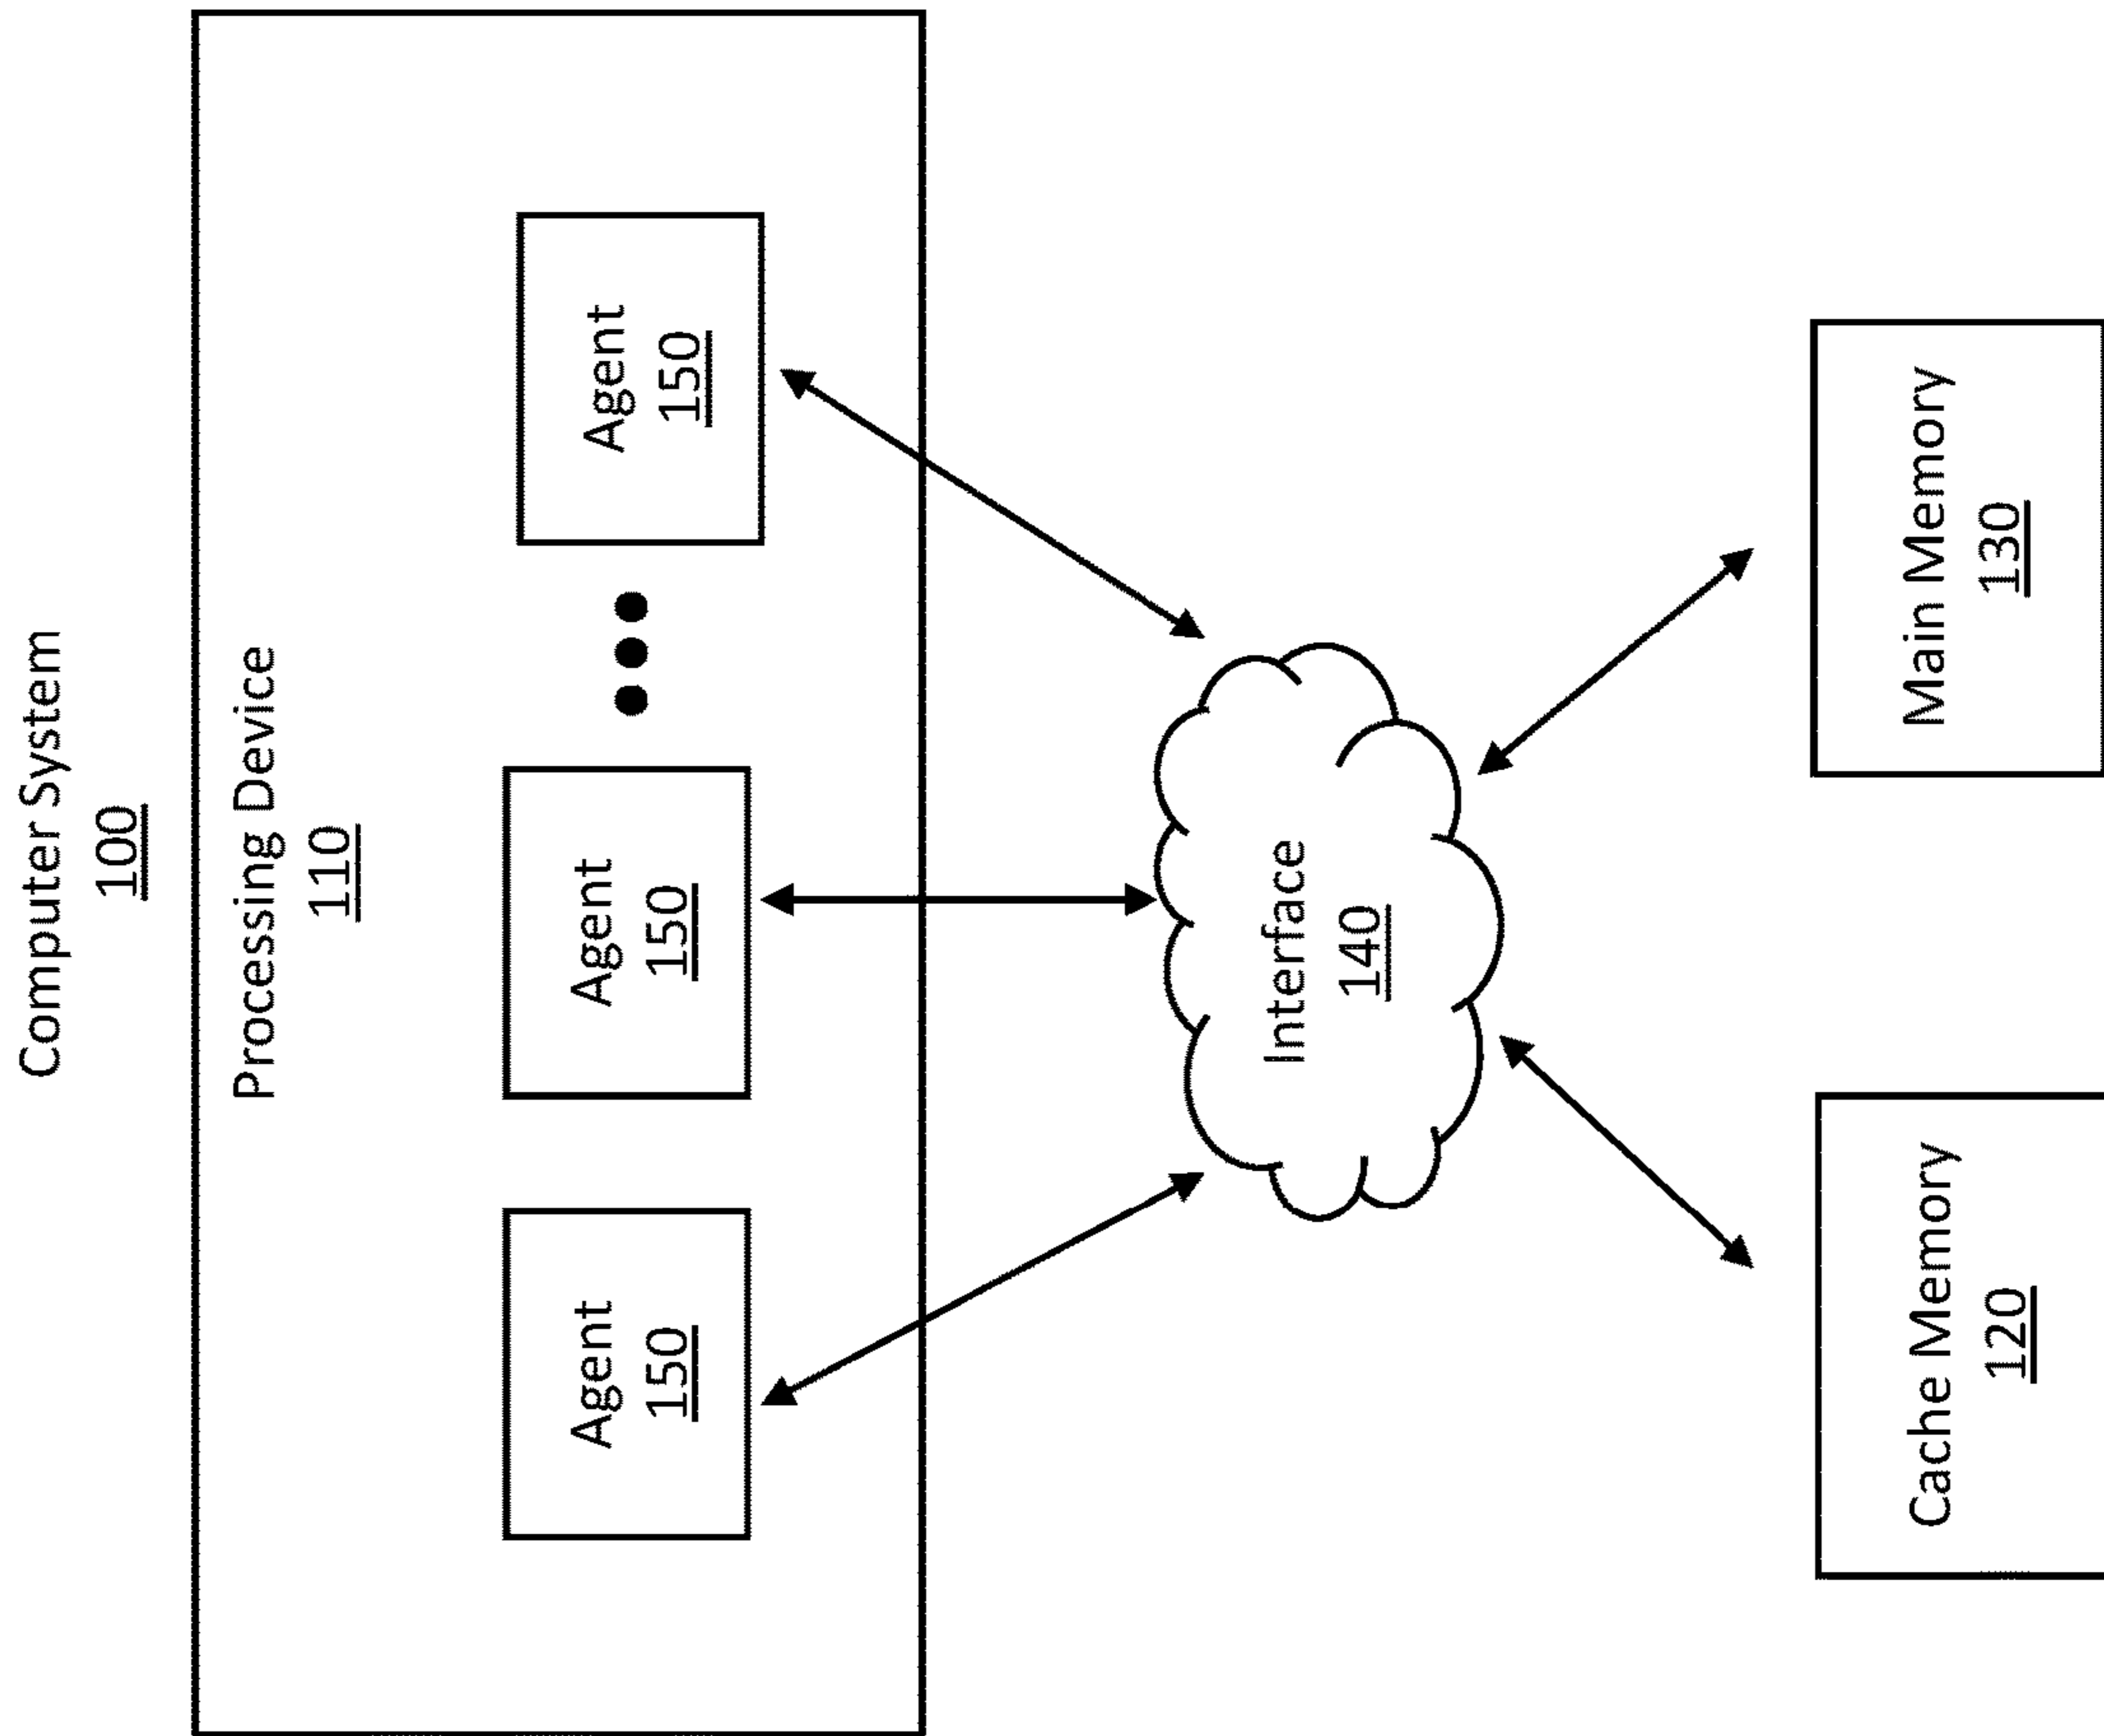 Computer System
100
Processing Device
110
Agent
150
Agent
150
Agent
150
Interface
140
Cache Memory
120
Main Memory
130